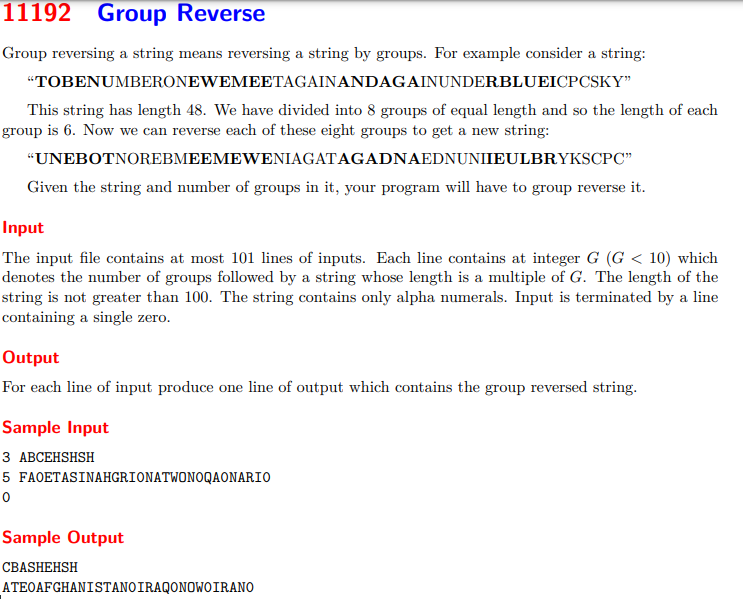 11192 Group Reverse
Group reversing a string means reversing a string by groups. For example consider a string:
“TOBENUMBERONEWEMEETAGAINANDAGAINUNDERBLUEICPCSKY”
This string has length 48. We have divided into 8 groups of equal length and so the length of each
group is 6. Now we can reverse each of these eight groups to get a new string:
“UNEBOTNOREBMEEMEWENIAGATAGADNAEDNUNIIEULBRYKSCPC”
Given the string and number of groups in it, your program will have to group reverse it.
Input
The input file contains at most 101 lines of inputs. Each line contains at integer G (G < 10) which
denotes the number of groups followed by a string whose length is a multiple of G. The length of the
string is not greater than 100. The string contains only alpha numerals. Input is terminated by a line
containing a single zero.
Output
For each line of input produce one line of output which contains the group reversed string.
Sample Input
3 ABCEHSHSH
5 FA0ETASINAHGRI0NATWON0QA0NARI0
0
Sample Output
CBASHEHSH
ATE0AFGHANISTAN0IRAQ0N0WOIRAN0